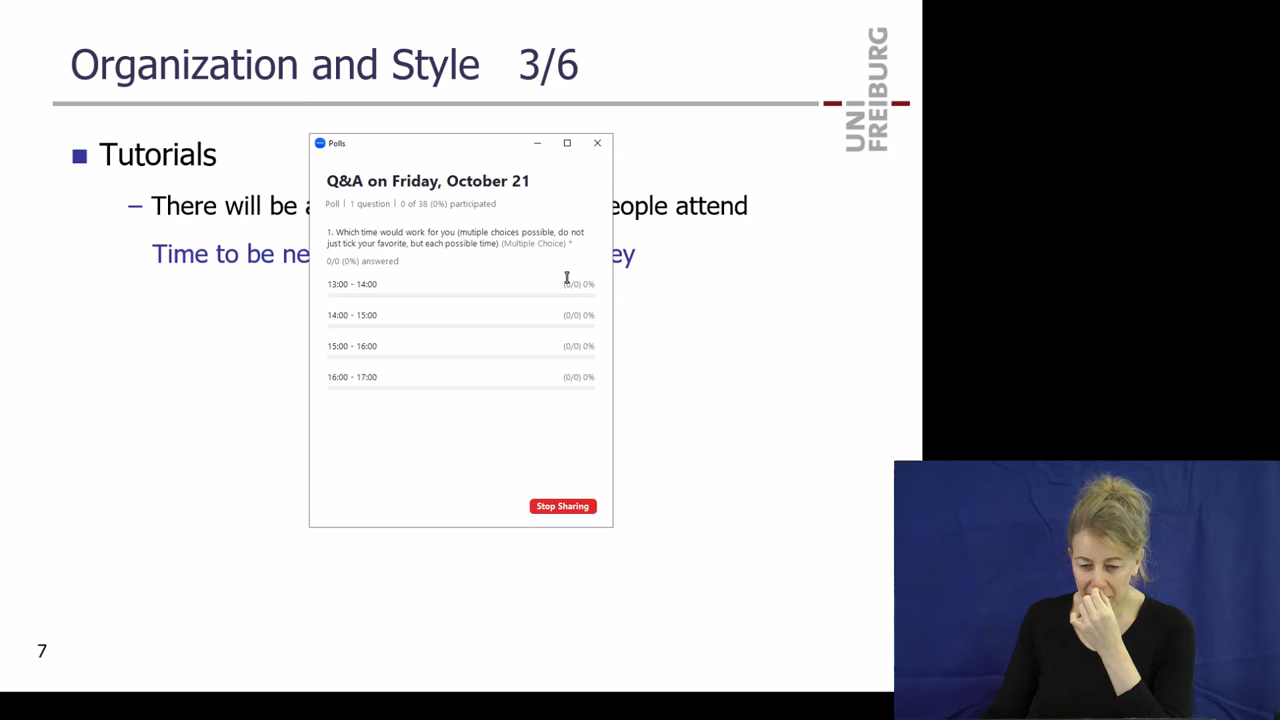 Organization and Style 3/6
UNI
FREIBURG
Tutorials
– There will be eople attend
Time to be ey
Polls
Q&A on Friday, October 21
Poll | 1 question | 0 of 38 (0%) participated
1. Which time would work for you (mutiple choices possible, do not
just tick your favorite, but each possible time) (Multiple Choice) *
0/0 (0%) answered
13:00 - 14:00 (0/0) 0%
14:00 - 15:00 (0/0) 0%
15:00 - 16:00 (0/0) 0%
16:00 - 17:00 (0/0) 0%
Stop Sharing
7